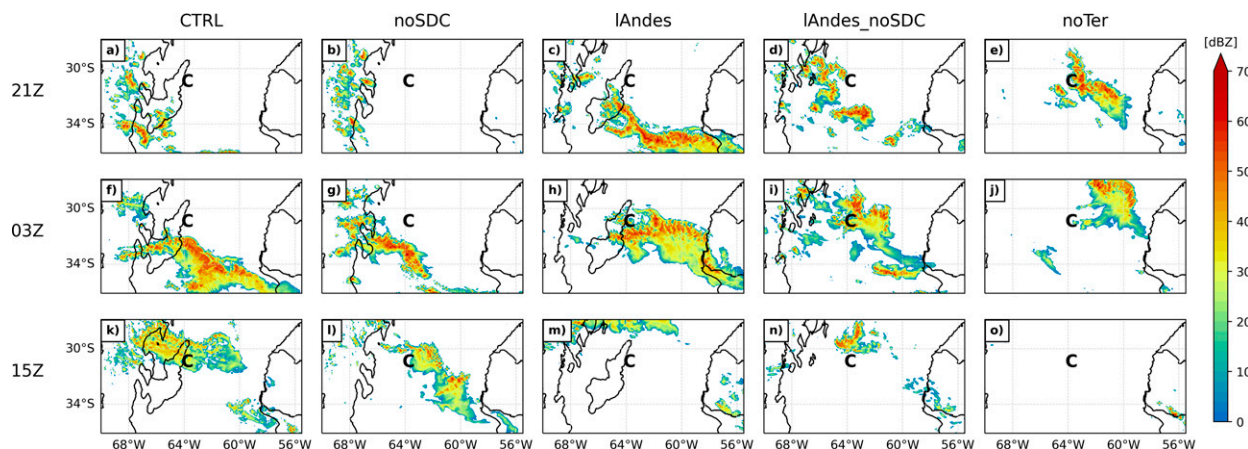 CTRL noSDC lAndes lAndes_noSDC noTer
[dBZ]
a) b) c) d) e)
70
30°S C C C C C
21Z
60
34°S
50
f) g) h) i) j)
30°S C C C C C
40
03Z
34°S
30
k) l) m) n) o)
20
30°S C C C C C
15Z
10
34°S
0
68°W 64°W 60°W 56°W 68°W 64°W 60°W 56°W 68°W 64°W 60°W 56°W 68°W 64°W 60°W 56°W 68°W 64°W 60°W 56°W